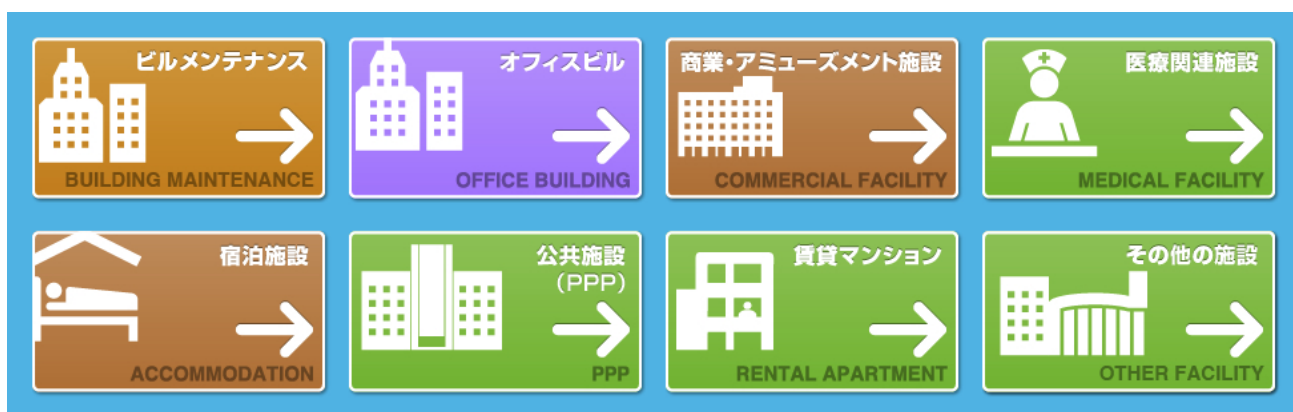 ビルメンテナンス
BUILDING MAINTENANCE
オフィスビル
OFFICE BUILDING
商業・アミューズメント施設
COMMERCIAL FACILITY
医療関連施設
MEDICAL FACILITY
宿泊施設
ACCOMMODATION
公共施設
(PPP)
PPP
賃貸マンション
RENTAL APARTMENT
その他の施設
OTHER FACILITY